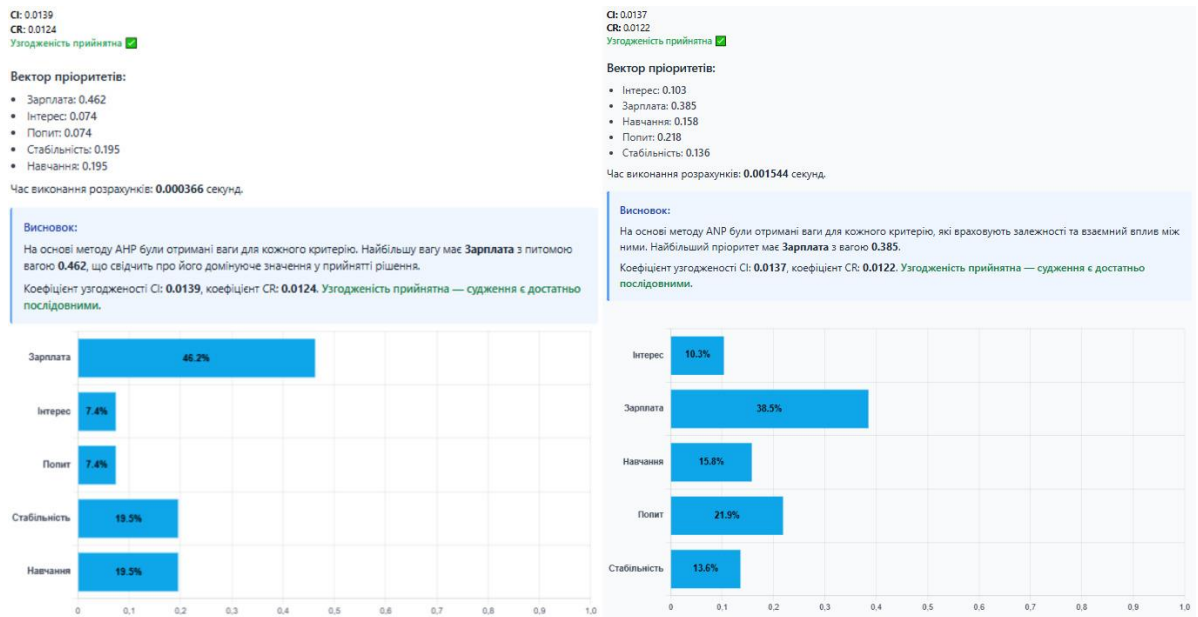 CI: 0.0139
CR: 0.0124
Узгодженість прийнятна ✅
Вектор пріоритетів:
• Зарплата: 0.462
• Інтерес: 0.074
• Попит: 0.074
• Стабільність: 0.195
• Навчання: 0.195
Час виконання розрахунків: 0.000366 секунд.
Висновок:
На основі методу AHP були отримані ваги для кожного критерію. Найбільшу вагу має Зарплата з питомою
вагою 0.462, що свідчить про його домінуюче значення у прийнятті рішення.
Коефіцієнт узгодженості CI: 0.0139, коефіцієнт CR: 0.0124. Узгодженість прийнятна — судження є достатньо
послідовними.
Зарплата 46.2%
Інтерес 7.4%
Попит 7.4%
Стабільність 19.5%
Навчання 19.5%
0 0,1 0,2 0,3 0,4 0,5 0,6 0,7 0,8 0,9 1,0
CI: 0.0137
CR: 0.0122
Узгодженість прийнятна ✅
Вектор пріоритетів:
• Інтерес: 0.103
• Зарплата: 0.385
• Навчання: 0.158
• Попит: 0.218
• Стабільність: 0.136
Час виконання розрахунків: 0.001544 секунд.
Висновок:
На основі методу ANP були отримані ваги для кожного критерію, які враховують залежності та взаємний вплив між
ними. Найбільший пріоритет має Зарплата з вагою 0.385.
Коефіцієнт узгодженості CI: 0.0137, коефіцієнт CR: 0.0122. Узгодженість прийнятна — судження є достатньо
послідовними.
Інтерес 10.3%
Зарплата 38.5%
Навчання 15.8%
Попит 21.9%
Стабільність 13.6%
0 0,1 0,2 0,3 0,4 0,5 0,6 0,7 0,8 0,9 1,0